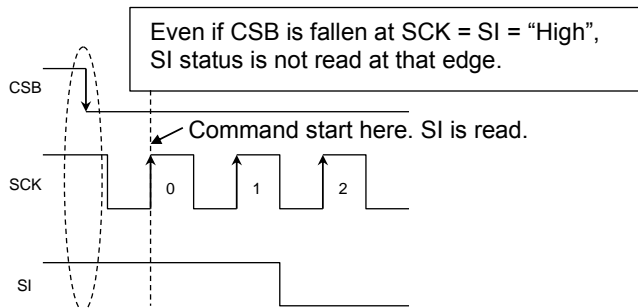 Even if CSB is fallen at SCK = SI = “High”,
SI status is not read at that edge.
CSB
Command start here. SI is read.
SCK
0
1
2
SI